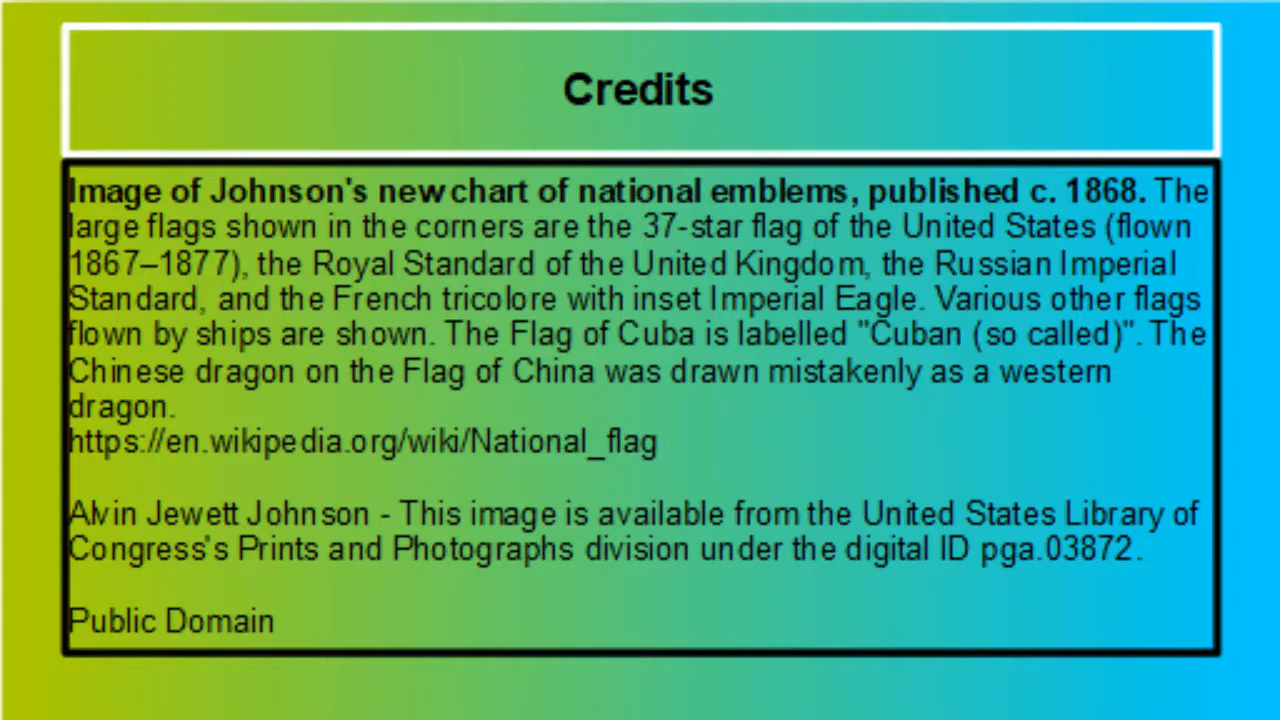 Credits
Image of Johnson's new chart of national emblems, published c. 1868. The
large flags shown in the corners are the 37-star flag of the United States (flown
1867–1877), the Royal Standard of the United Kingdom, the Russian Imperial
Standard, and the French tricolore with inset Imperial Eagle. Various other flags
flown by ships are shown. The Flag of Cuba is labelled "Cuban (so called)". The
Chinese dragon on the Flag of China was drawn mistakenly as a western
dragon.
https://en.wikipedia.org/wiki/National_flag
Alvin Jewett Johnson - This image is available from the United States Library of
Congress's Prints and Photographs division under the digital ID pga.03872.
Public Domain